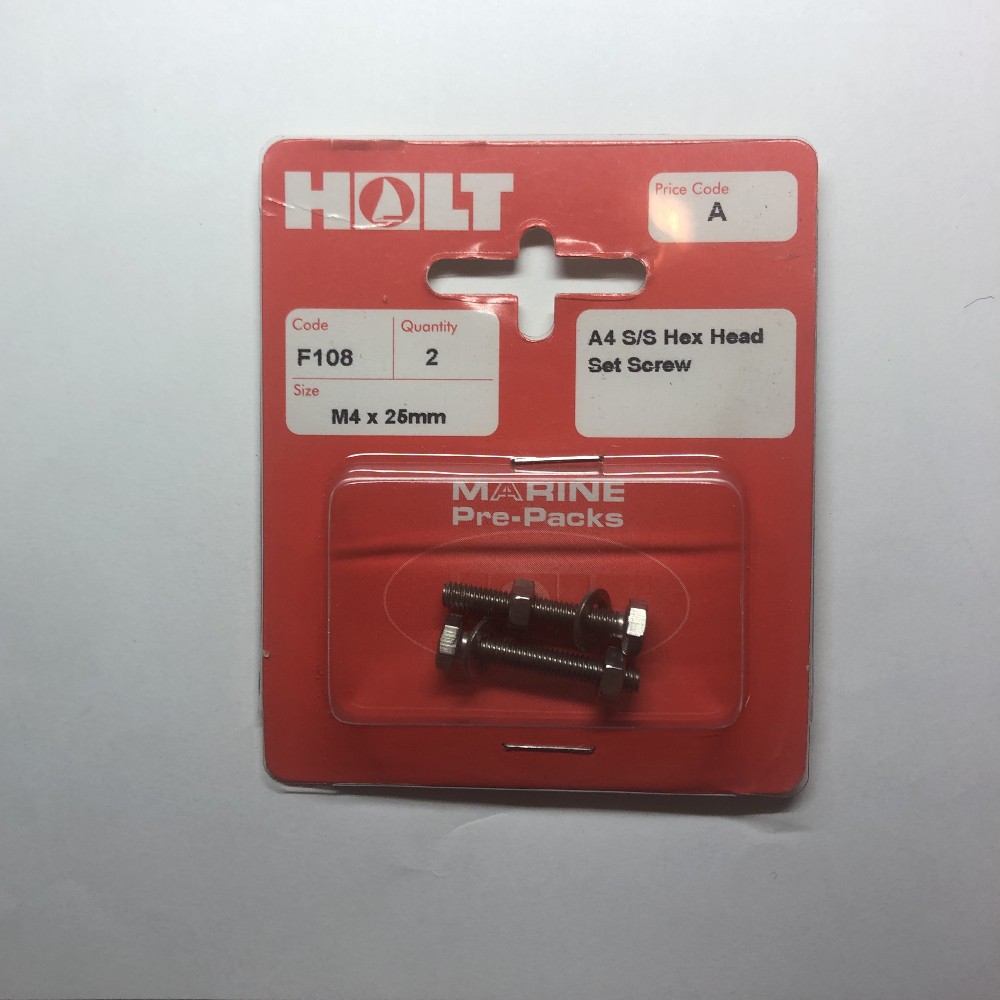 HOLT
Price Code
A
Code
F108
Quantity
2
Size
M4 x 25mm
A4 S/S Hex Head
Set Screw
MARINE
Pre-Packs